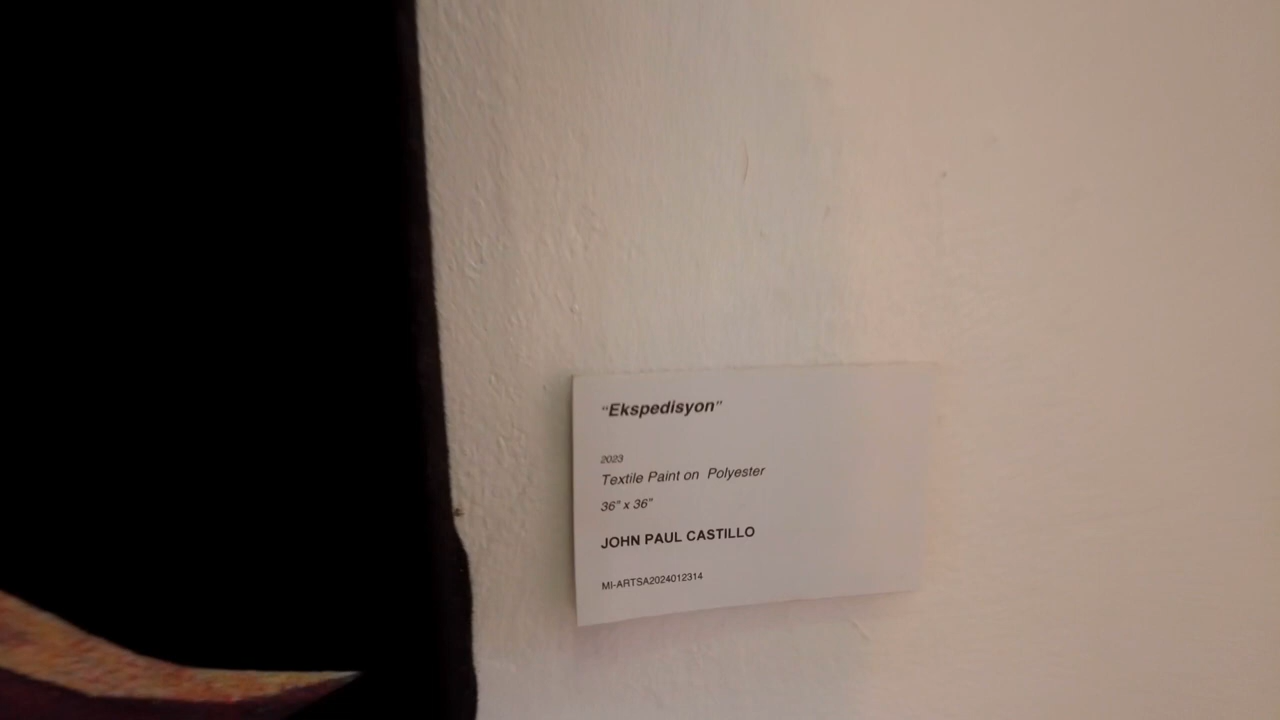 “Ekspedisyon”
2023
Textile Paint on Polyester
36” x 36”
JOHN PAUL CASTILLO
MI-ARTSA2024012314